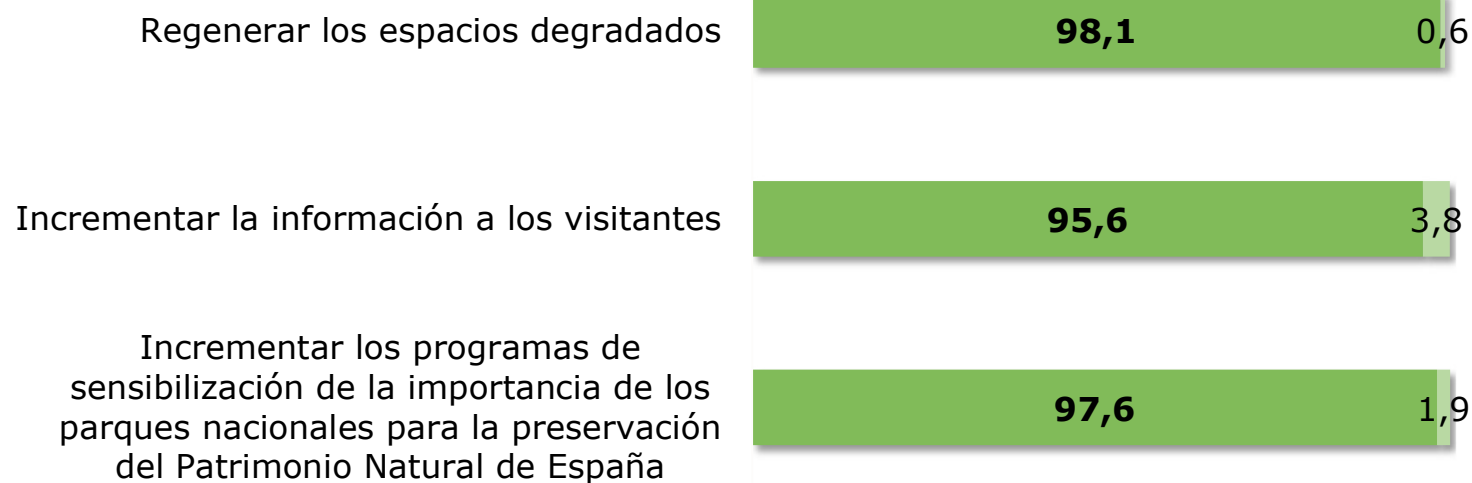 Regenerar los espacios degradados 98,1 0,6
Incrementar la información a los visitantes 95,6 3,8
Incrementar los programas de
sensibilización de la importancia de los
parques nacionales para la preservación
del Patrimonio Natural de España
97,6 1,9